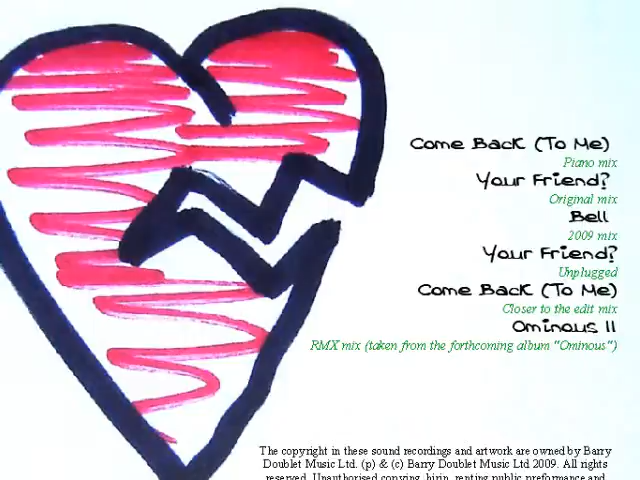 Come Back (To Me)
Piano mix
Your Friend?
Original mix
Bell
2009 mix
Your Friend?
Unplugged
Come Back (To Me)
Closer to the edit mix
Ominous II
RMX mix (taken from the forthcoming album "Ominous")
The copyright in these sound recordings and artwork are owned by Barry
Doublet Music Ltd. (p) & (c) Barry Doublet Music Ltd 2009. All rights
reserved. Unauthorised copying, hirin, renting public preformance and